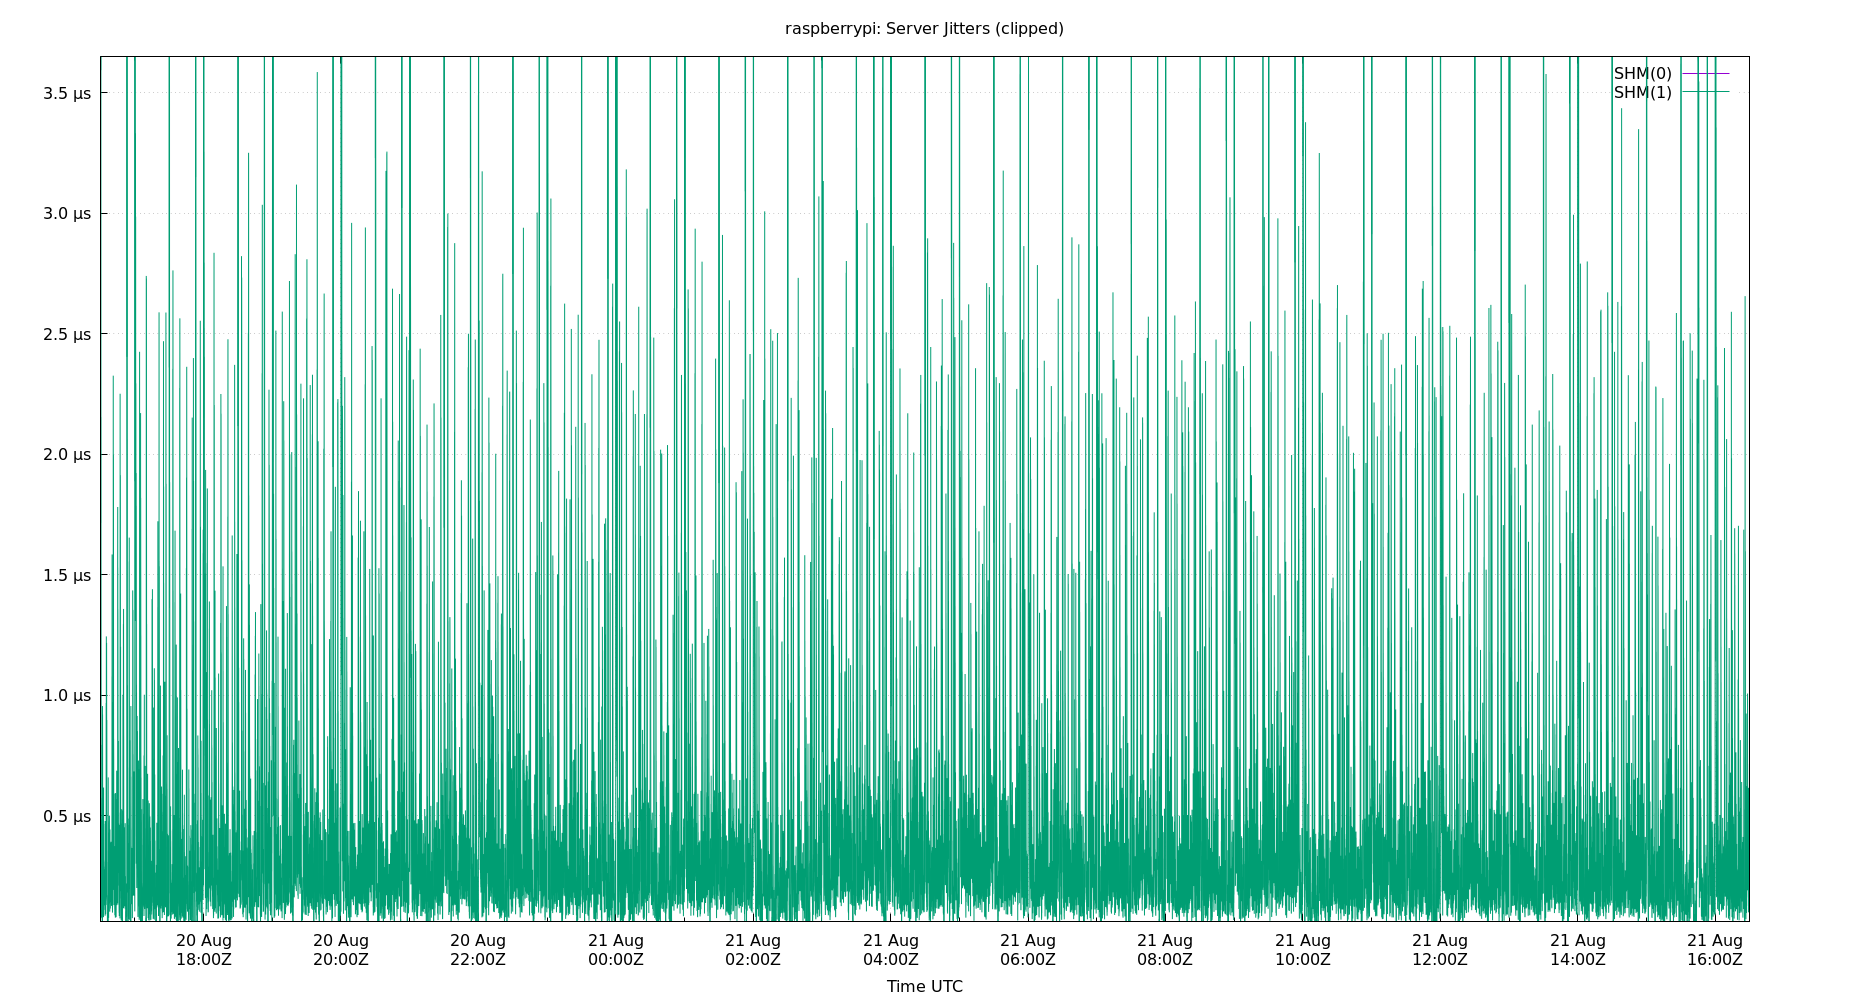 raspberrypi: Server Jitters (clipped)
SHM(0)
SHM(1)
3.5 µs
3.0 µs
2.5 µs
2.0 µs
1.5 µs
1.0 µs
0.5 µs
20 Aug 20 Aug 20 Aug 21 Aug 21 Aug 21 Aug 21 Aug 21 Aug 21 Aug 21 Aug 21 Aug 21 Aug
18:00Z 20:00Z 22:00Z 00:00Z 02:00Z 04:00Z 06:00Z 08:00Z 10:00Z 12:00Z 14:00Z 16:00Z
Time UTC